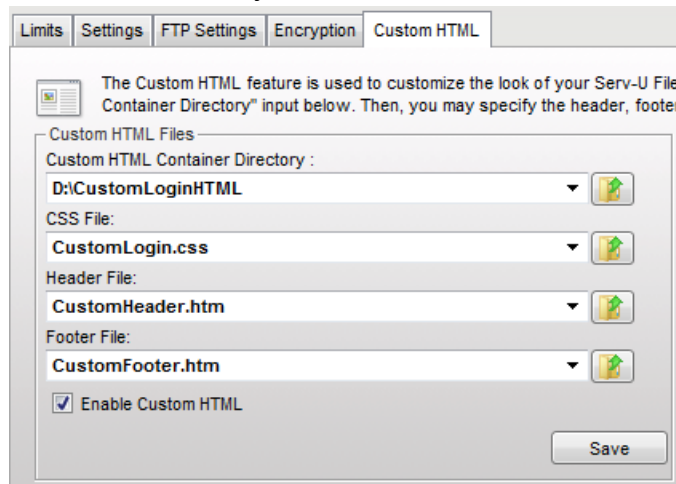 Limits Settings FTP Settings Encryption Custom HTML
The Custom HTML feature is used to customize the look of your Serv-U File
Container Directory" input below. Then, you may specify the header, foote
Custom HTML Files
Custom HTML Container Directory :
D:\CustomLoginHTML
CSS File:
CustomLogin.css
Header File:
CustomHeader.htm
Footer File:
CustomFooter.htm
Enable Custom HTML
Save